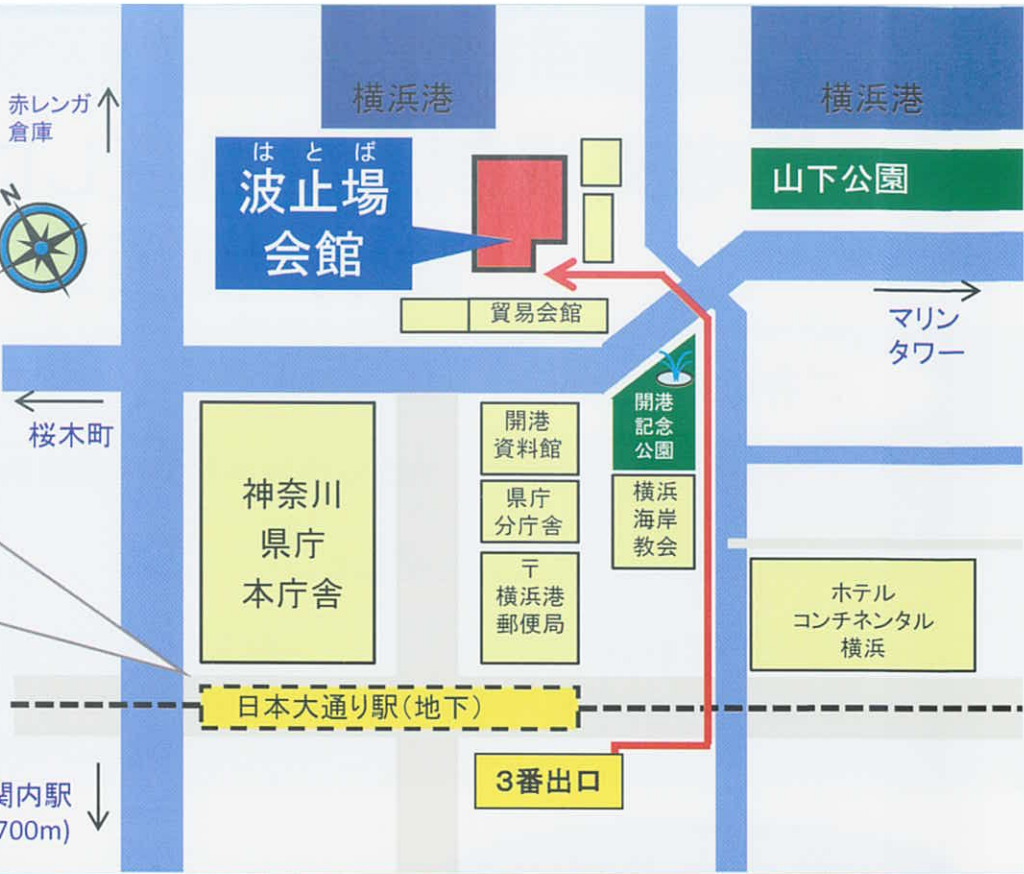 横浜港
横浜港
赤レンガ
倉庫
N
はとば
波止場
会館
山下公園
貿易会館
マリン
タワー
桜木町
開港
資料館
開港
記念
公園
神奈川
県庁
本庁舎
県庁
分庁舎
横浜
海岸
教会
〒
横浜港
郵便局
ホテル
コンチネンタル
横浜
日本大通り駅(地下)
3番出口
関内駅
700m)